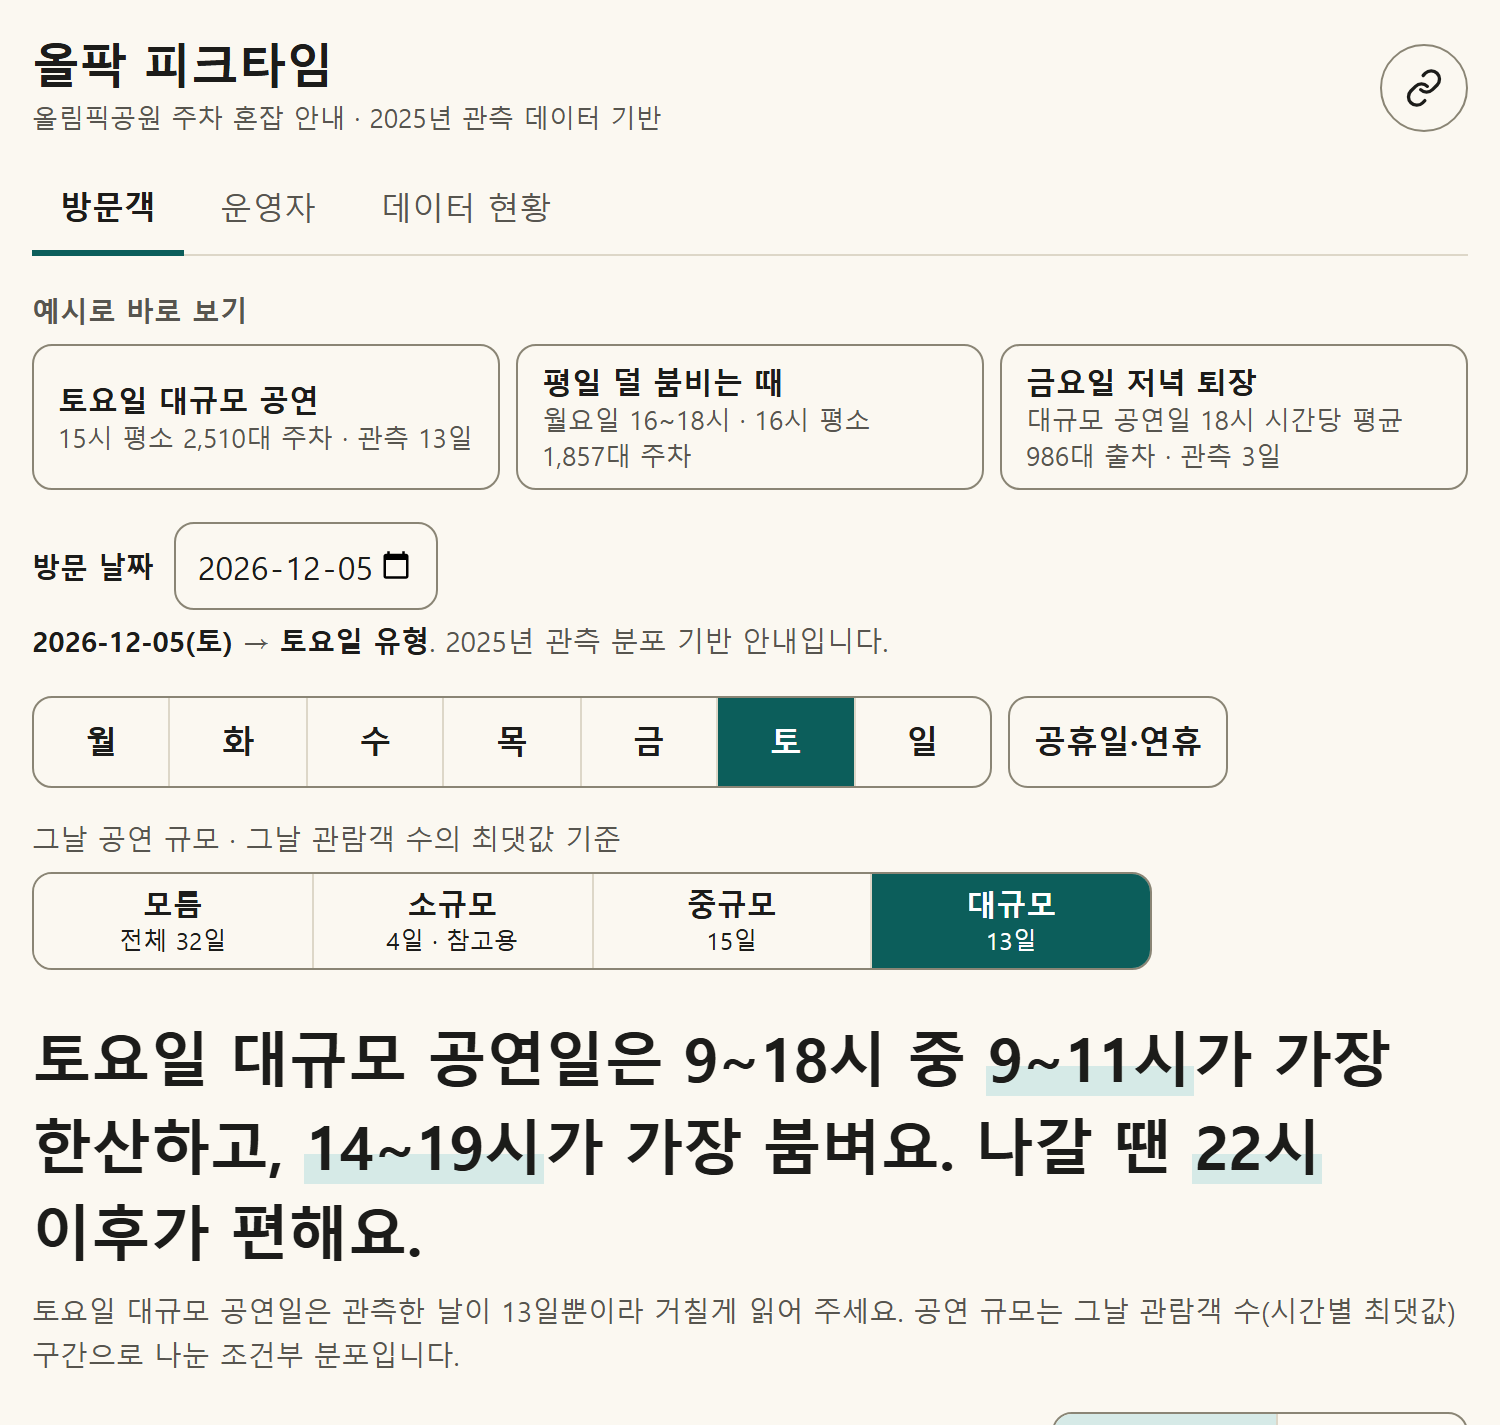 올팍 피크타임
올림픽공원 주차 혼잡 안내 · 2025년 관측 데이터 기반
방문객 운영자 데이터 현황
예시로 바로 보기
토요일 대규모 공연
15시 평소 2,510대 주차 · 관측 13일
평일 덜 붐비는 때
월요일 16~18시 · 16시 평소
1,857대 주차
금요일 저녁 퇴장
대규모 공연일 18시 시간당 평균
986대 출차 · 관측 3일
방문 날짜 2026-12-05
2026-12-05(토) → 토요일 유형. 2025년 관측 분포 기반 안내입니다.
월 화 수 목 금 토 일 공휴일·연휴
그날 공연 규모 · 그날 관람객 수의 최댓값 기준
모름
전체 32일
소규모
4일 · 참고용
중규모
15일
대규모
13일
토요일 대규모 공연일은 9~18시 중 9~11시가 가장
한산하고, 14~19시가 가장 붐벼요. 나갈 땐 22시
이후가 편해요.
토요일 대규모 공연일은 관측한 날이 13일뿐이라 거칠게 읽어 주세요. 공연 규모는 그날 관람객 수(시간별 최댓값)
구간으로 나눈 조건부 분포입니다.